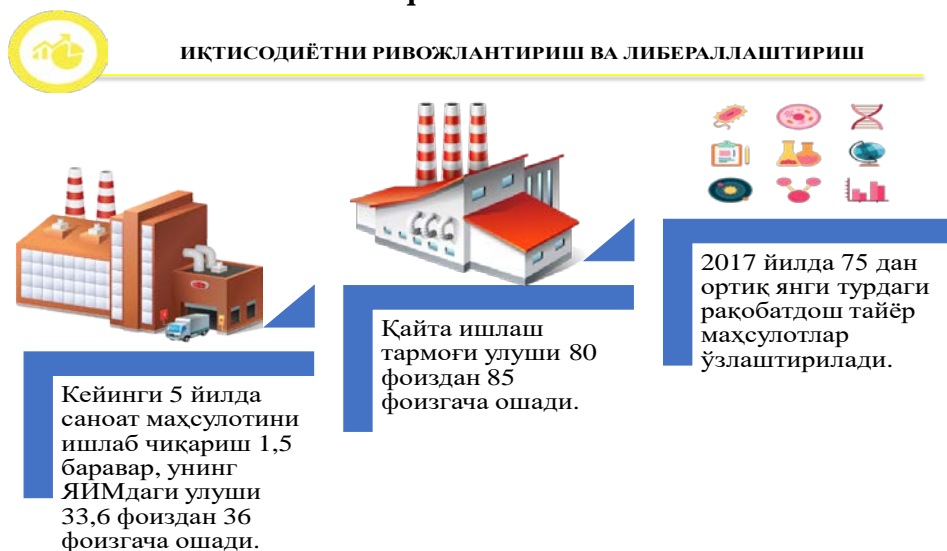 ИҚТИСОДИЁТНИ РИВОЖЛАНТИРИШ ВА ЛИБЕРАЛЛАШТИРИШ
Кейинги 5 йилда
саноат маҳсулотини
ишлаб чиқариш 1,5
баравар, унинг
ЯИМдаги улуши
33,6 фоиздан 36
фоизгача ошади.
Қайта ишлаш
тармоғи улуши 80
фоиздан 85
фоизгача ошади.
2017 йилда 75 дан
ортиқ янги турдаги
рақобатдош тайёр
маҳсулотлар
ўзлаштирилади.